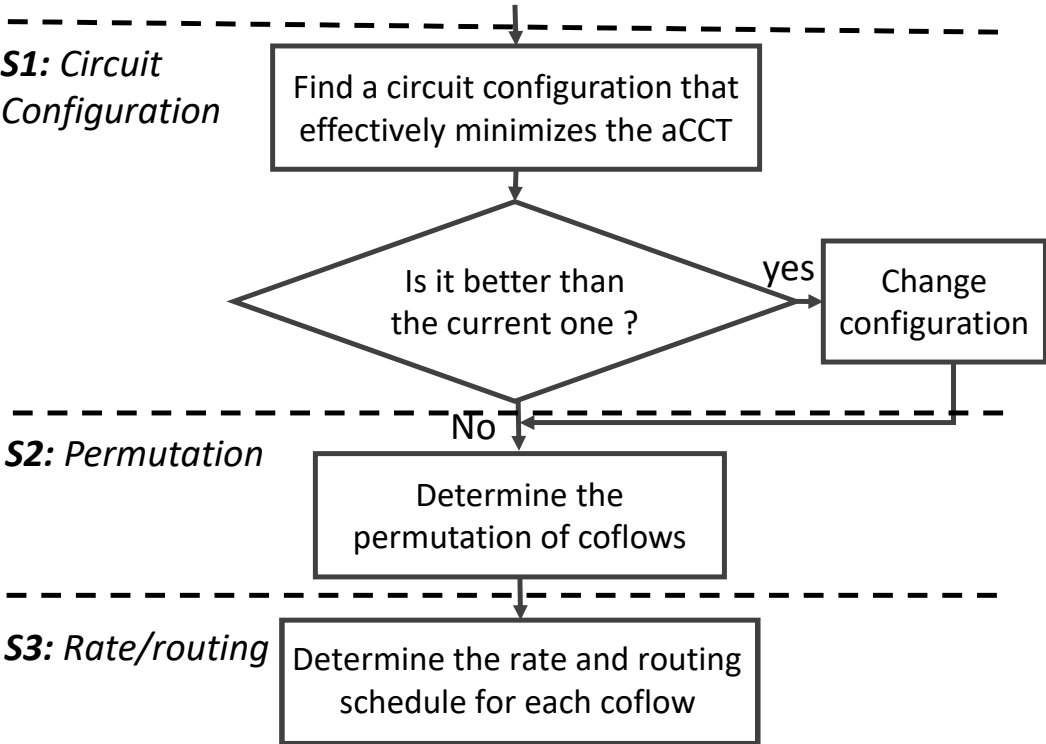 S1: Circuit
Configuration
Find a circuit configuration that
effectively minimizes the aCCT
Is it better than
the current one ?
yes
Change
configuration
No
S2: Permutation
Determine the
permutation of coflows
S3: Rate/routing
Determine the rate and routing
schedule for each coflow